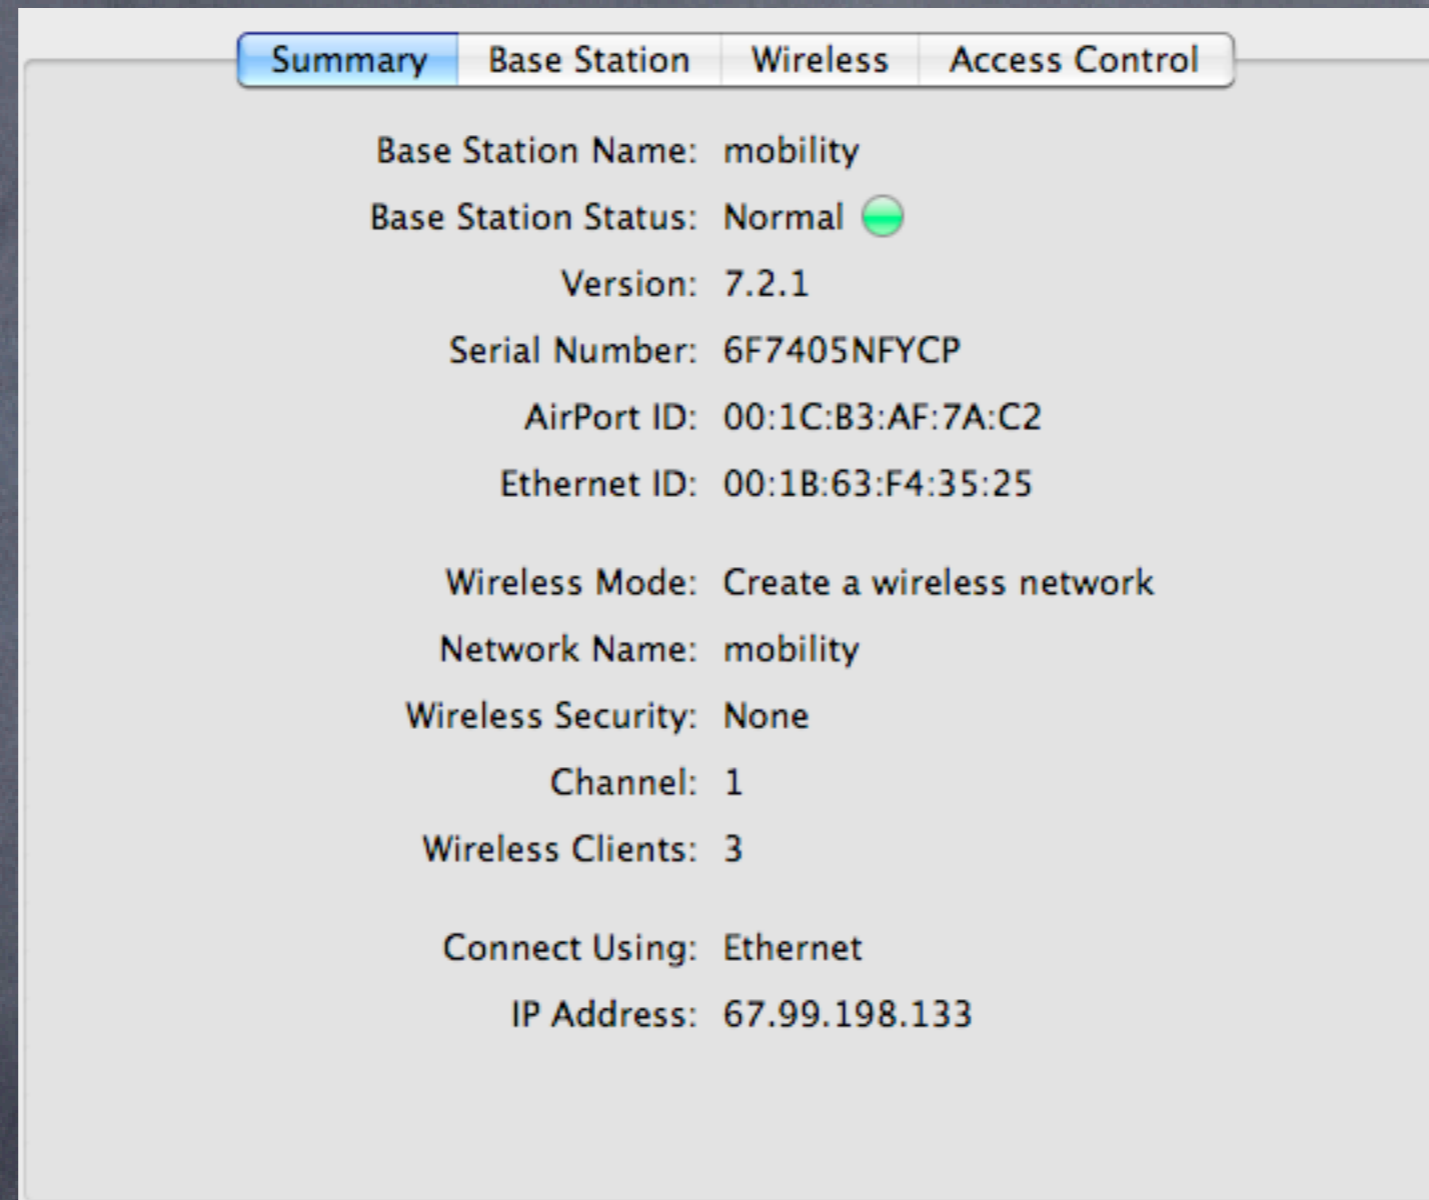 Summary Base Station Wireless Access Control
Base Station Name: mobility
Base Station Status: Normal
Version: 7.2.1
Serial Number: 6F7405NFYCP
AirPort ID: 00:1C:B3:AF:7A:C2
Ethernet ID: 00:1B:63:F4:35:25
Wireless Mode: Create a wireless network
Network Name: mobility
Wireless Security: None
Channel: 1
Wireless Clients: 3
Connect Using: Ethernet
IP Address: 67.99.198.133